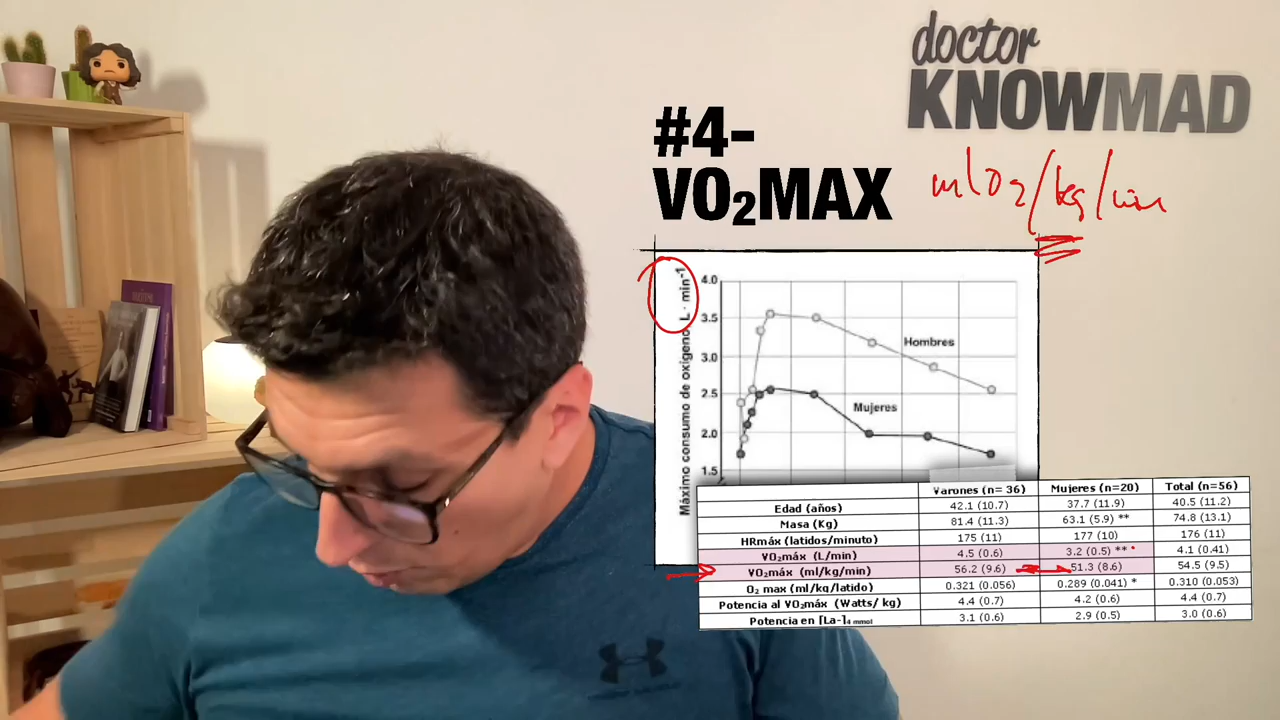 doctor
KNOWMAD
#4-
VO₂MAX
mlO₂/kg/min
Máximo consumo de oxigeno L · min⁻¹
4.0
3.5
3.0
2.5
2.0
1.5
Hombres
Mujeres
Varones (n= 36) Mujeres (n=20) Total (n=56)
Edad (años) 42.1 (10.7) 37.7 (11.9) 40.5 (11.2)
Masa (Kg) 81.4 (11.3) 63.1 (5.9) ** 74.8 (13.1)
HRmáx (latidos/minuto) 175 (11) 177 (10) 176 (11)
VO₂máx (L/min) 4.5 (0.6) 3.2 (0.5) ** 4.1 (0.41)
VO₂máx (ml/kg/min) 56.2 (9.6) 51.3 (8.6) 54.5 (9.5)
O₂ max (ml/kg/latido) 0.321 (0.056) 0.289 (0.041) * 0.310 (0.053)
Potencia al VO₂máx (Watts/ kg) 4.4 (0.7) 4.2 (0.6) 4.4 (0.7)
Potencia en [La-]₄ mmol 3.1 (0.6) 2.9 (0.5) 3.0 (0.6)